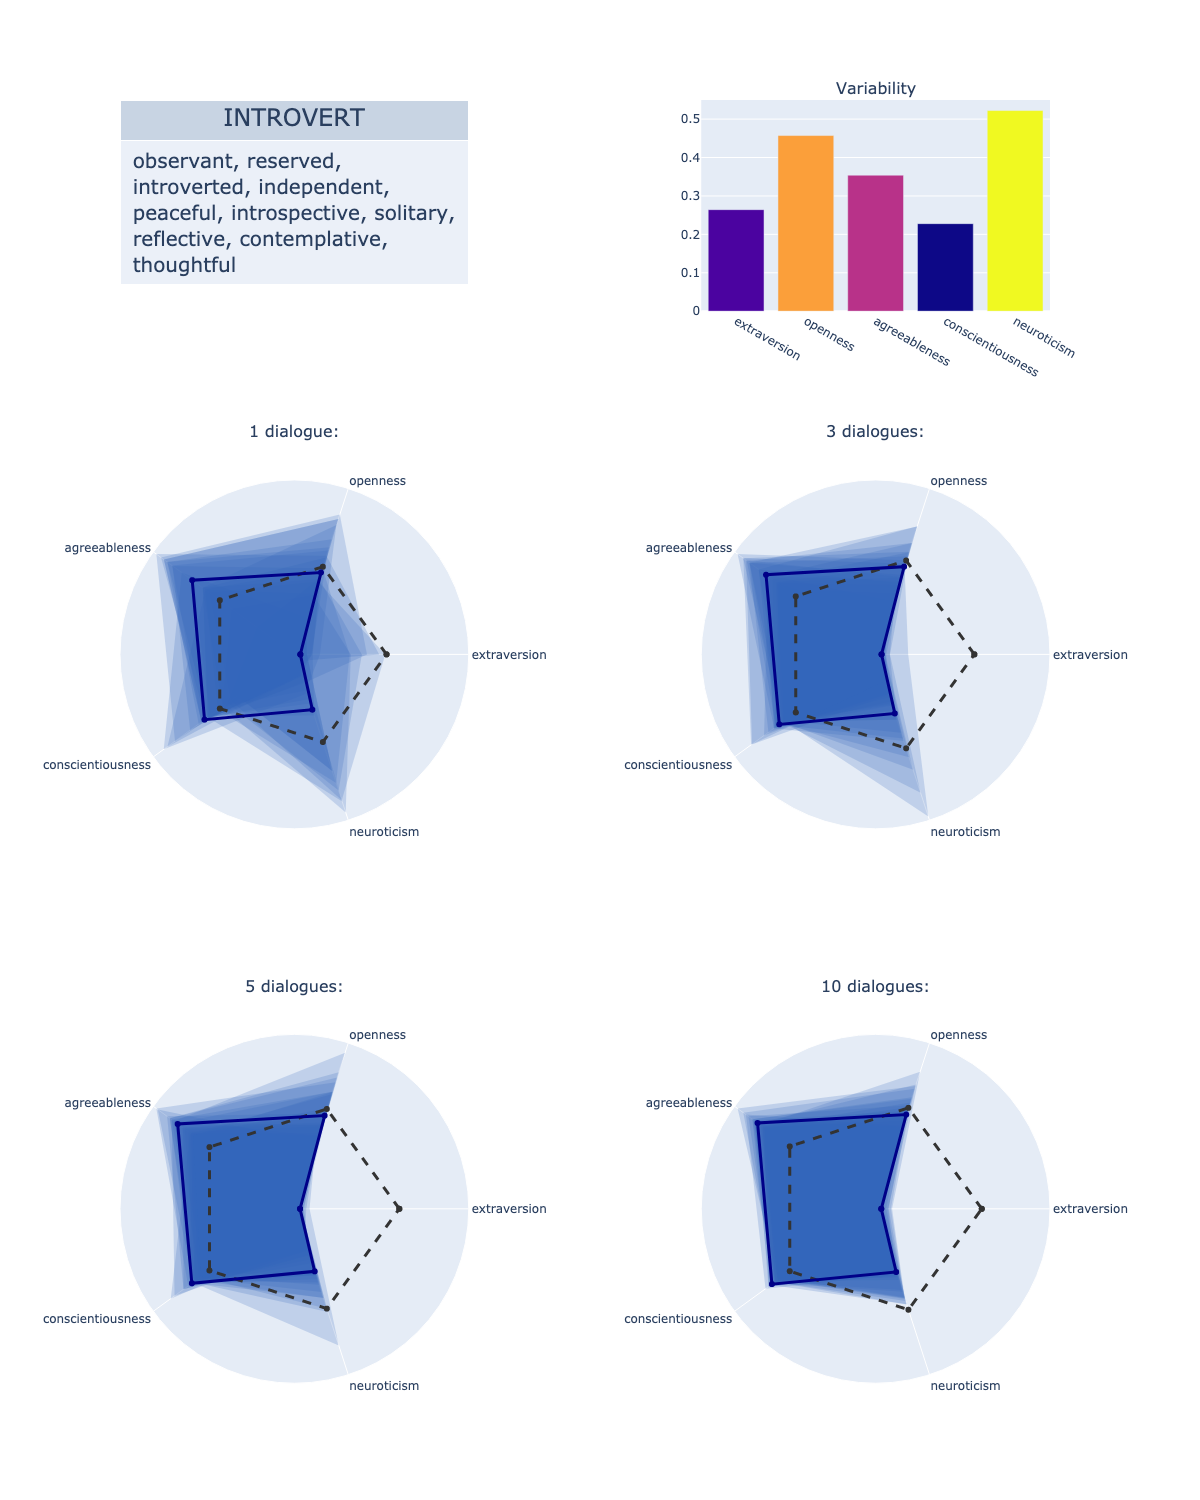 INTROVERT
observant, reserved,
introverted, independent,
peaceful, introspective, solitary,
reflective, contemplative,
thoughtful
Variability
0.5
0.4
0.3
0.2
0.1
0
extraversion
openness
agreeableness
conscientiousness
neuroticism
1 dialogue:
openness
agreeableness
extraversion
conscientiousness
neuroticism
3 dialogues:
openness
agreeableness
extraversion
conscientiousness
neuroticism
5 dialogues:
openness
agreeableness
extraversion
conscientiousness
neuroticism
10 dialogues:
openness
agreeableness
extraversion
conscientiousness
neuroticism